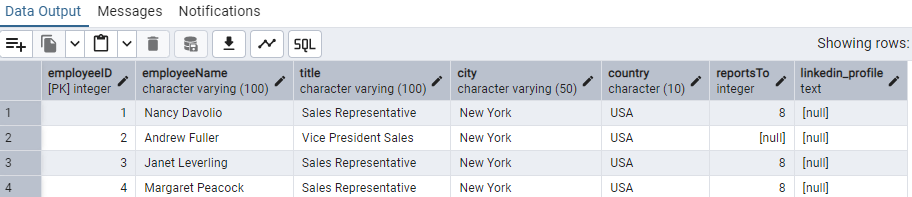 Data Output Messages Notifications
SQL Showing rows:
employeeID employeeName title city country reportsTo linkedin_profile
[PK] integer character varying (100) character varying (100) character varying (50) character (10) integer text
1 1 Nancy Davolio Sales Representative New York USA 8 [null]
2 2 Andrew Fuller Vice President Sales New York USA [null] [null]
3 3 Janet Leverling Sales Representative New York USA 8 [null]
4 4 Margaret Peacock Sales Representative New York USA 8 [null]